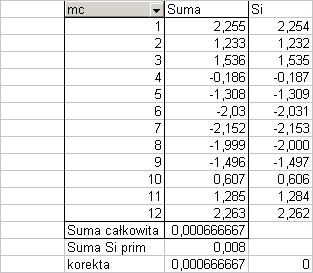 mc Suma Si
1 2,255 2,254
2 1,233 1,232
3 1,536 1,535
4 -0,186 -0,187
5 -1,308 -1,309
6 -2,03 -2,031
7 -2,152 -2,153
8 -1,999 -2,000
9 -1,496 -1,497
10 0,607 0,606
11 1,285 1,284
12 2,263 2,262
Suma całkowita 0,000666667
Suma Si prim 0,008
korekta 0,000666667 0